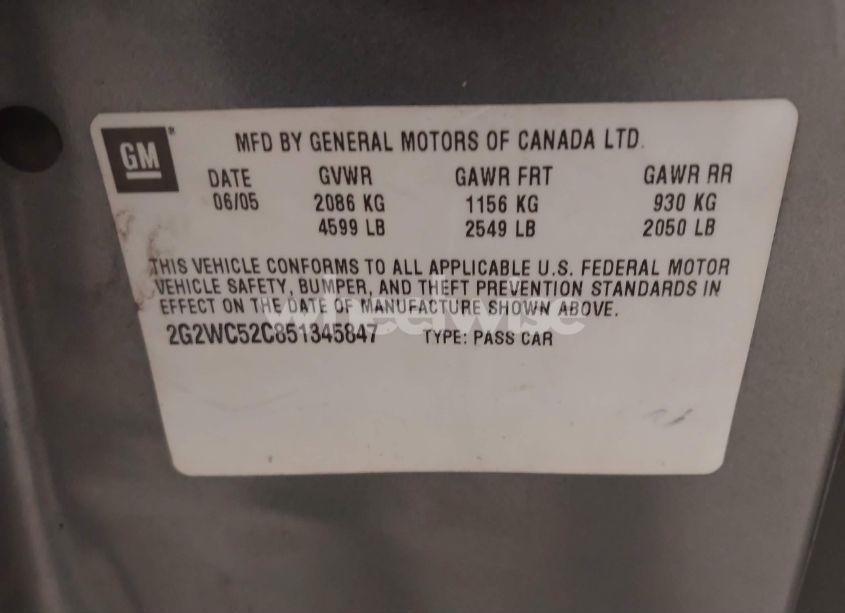 GM
MFD BY GENERAL MOTORS OF CANADA LTD.
DATE GVWR GAWR FRT GAWR RR
06/05 2086 KG 1156 KG 930 KG
4599 LB 2549 LB 2050 LB
THIS VEHICLE CONFORMS TO ALL APPLICABLE U.S. FEDERAL MOTOR
VEHICLE SAFETY, BUMPER, AND THEFT PREVENTION STANDARDS IN
EFFECT ON THE DATE OF MANUFACTURE SHOWN ABOVE.
wheelwise
2G2WC52C851345847 TYPE: PASS CAR